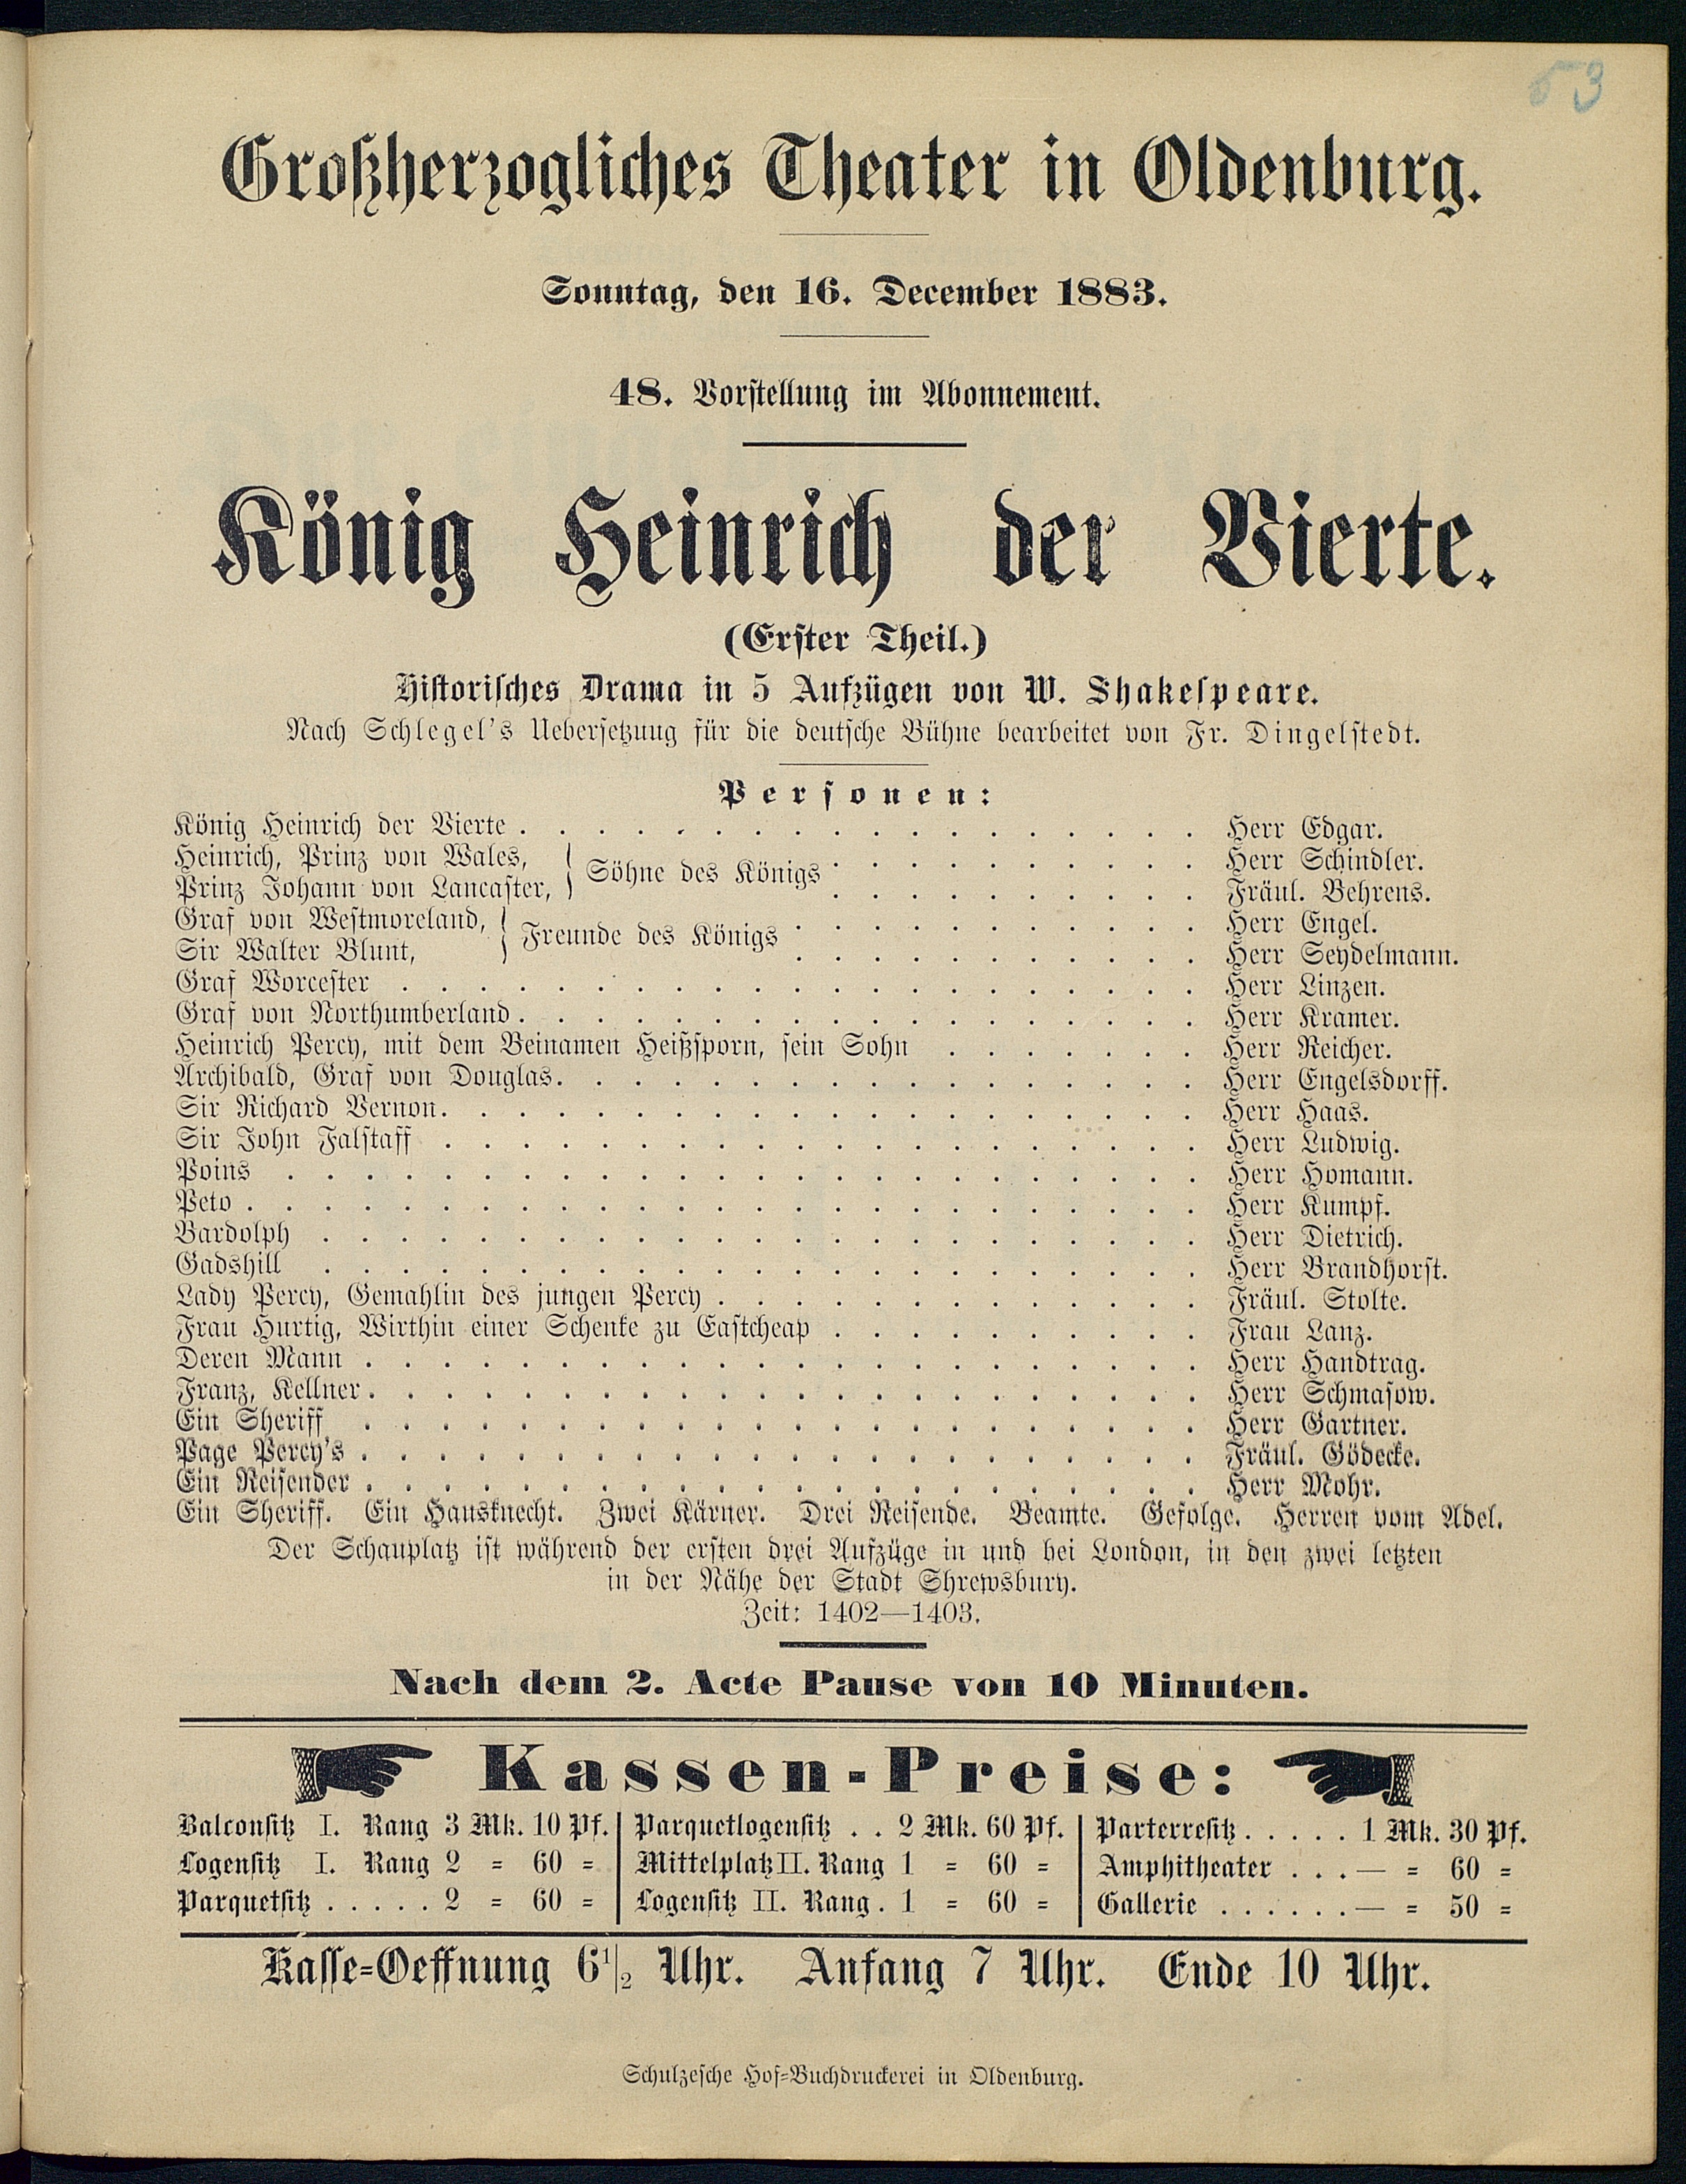 53
Großherzogliches Theater in Oldenburg.
Sonntag, den 16. December 1883.
48. Vorstellung im Abonnement.
König Heinrich der Vierte.
(Erster Theil.)
Historisches Drama in 5 Aufzügen von W. Shakespeare.
Nach Schlegel's Uebersetzung für die deutsche Bühne bearbeitet von Fr. Dingelstedt.
Personen:
König Heinrich der Vierte . . . . . . . . . . Herr Edgar.
Heinrich, Prinz von Wales, } Söhne des Königs . . . . . . . . . . Herr Schindler.
Prinz Johann von Lancaster, } . . . . . . . . . . Fräul. Behrens.
Graf von Westmoreland, } Freunde des Königs . . . . . . . . . . Herr Engel.
Sir Walter Blunt, } . . . . . . . . . . Herr Seydelmann.
Graf Worcester . . . . . . . . . . Herr Linzen.
Graf von Northumberland . . . . . . . . . . Herr Kramer.
Heinrich Percy, mit dem Beinamen Heißsporn, sein Sohn . . . . . . . Herr Reicher.
Archibald, Graf von Douglas . . . . . . . . . . Herr Engelsdorff.
Sir Richard Vernon . . . . . . . . . . Herr Haas.
Sir John Falstaff . . . . . . . . . . Herr Ludwig.
Poins . . . . . . . . . . Herr Homann.
Peto . . . . . . . . . . Herr Kumpf.
Bardolph . . . . . . . . . . Herr Dietrich.
Gadshill . . . . . . . . . . Herr Brandhorst.
Lady Percy, Gemahlin des jungen Percy . . . . . . . . . . Fräul. Stolte.
Frau Hurtig, Wirthin einer Schenke zu Eastcheap . . . . . . . . . . Frau Lanz.
Deren Mann . . . . . . . . . . Herr Handtrag.
Franz, Kellner . . . . . . . . . . Herr Schmasow.
Ein Sheriff . . . . . . . . . . Herr Gartner.
Page Percy's . . . . . . . . . . Fräul. Gödecke.
Ein Reisender . . . . . . . . . . Herr Mohr.
Ein Sheriff. Ein Hausknecht. Zwei Kärner. Drei Reisende. Beamte. Gefolge. Herren vom Adel.
Der Schauplatz ist während der ersten drei Aufzüge in und bei London, in den zwei letzten
in der Nähe der Stadt Shrewsbury.
Zeit: 1402—1403.
Nach dem 2. Acte Pause von 10 Minuten.
Kassen-Preise:
Balconsitz I. Rang 3 Mk. 10 Pf. | Parquetlogensitz . . 2 Mk. 60 Pf. | Parterresitz . . . . . 1 Mk. 30 Pf.
Logensitz I. Rang 2 = 60 = | Mittelplatz II. Rang 1 = 60 = | Amphitheater . . . — = 60 =
Parquetsitz . . . . . 2 = 60 = | Logensitz II. Rang . 1 = 60 = | Gallerie . . . . . . — = 50 =
Kasse-Oeffnung 6 1/2 Uhr. Anfang 7 Uhr. Ende 10 Uhr.
Schulzesche Hof-Buchdruckerei in Oldenburg.